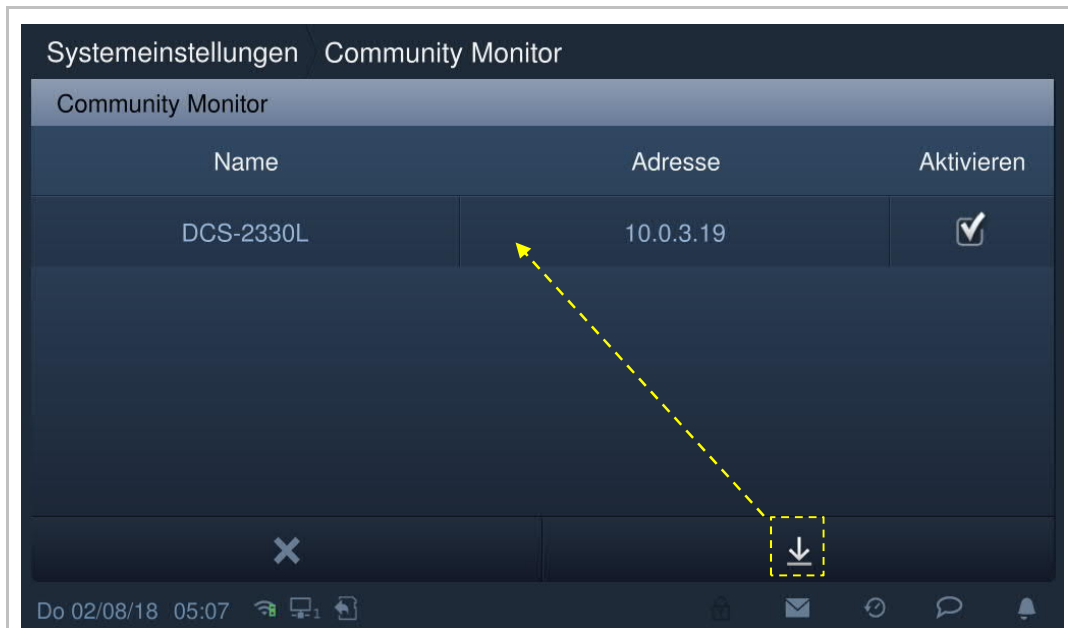 Systemeinstellungen Community Monitor
Community Monitor
Name Adresse Aktivieren
DCS-2330L 10.0.3.19
Do 02/08/18 05:07 1